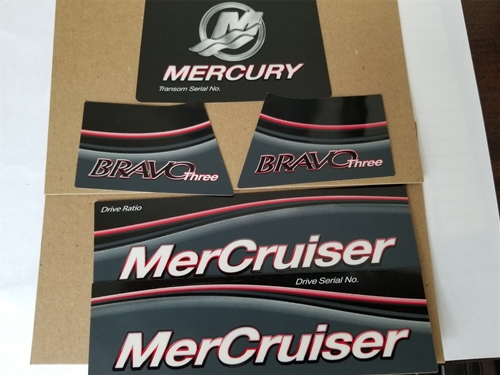 MERCURY
Transom Serial No.
BRAVO Three
BRAVO Three
Drive Ratio
MerCruiser
Drive Serial No.
MerCruiser